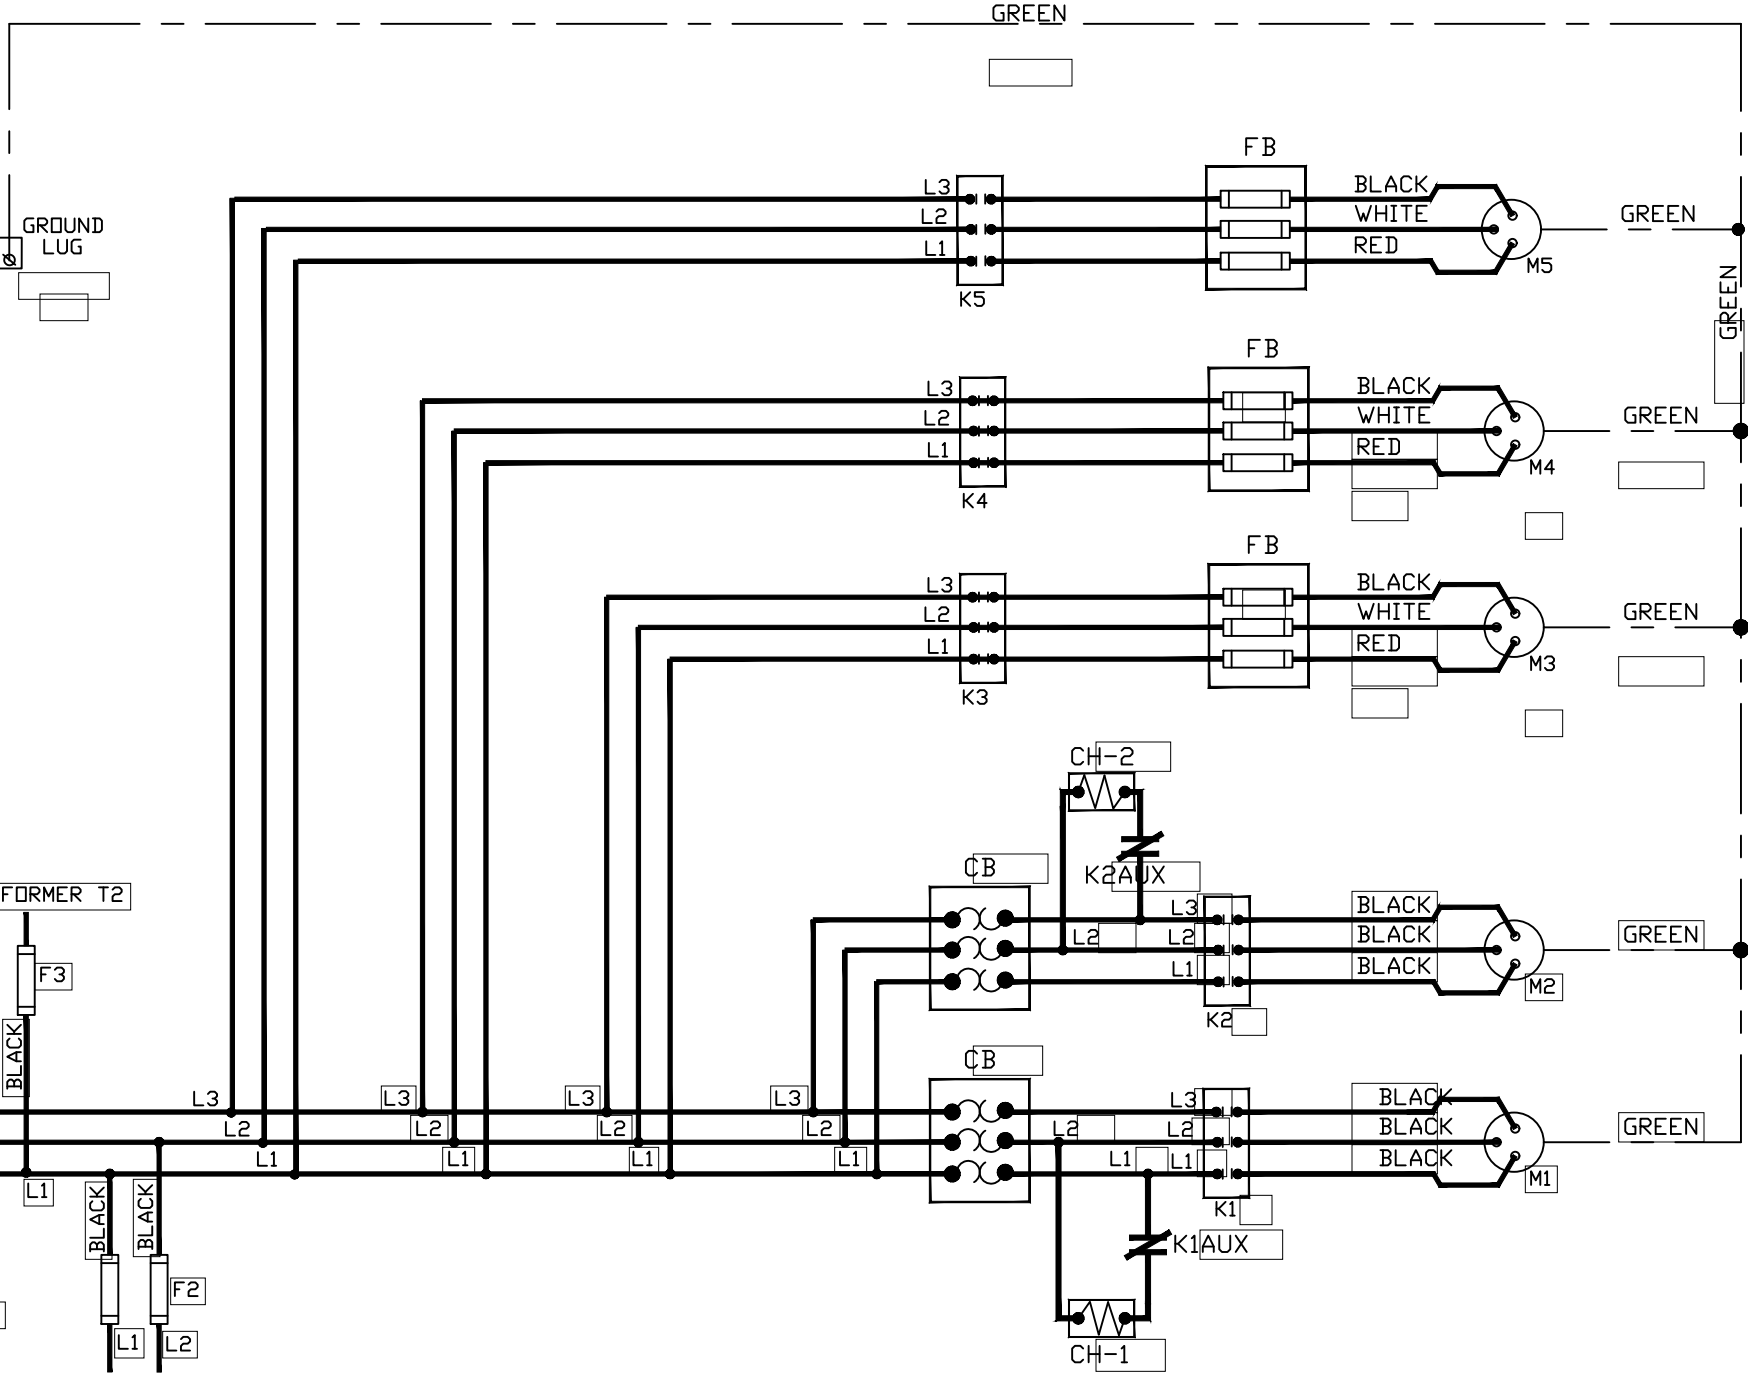 GREEN
FB
L3
BLACK
L2
WHITE
GREEN
GROUND
LUG
L1
RED
M5
K5
GREEN
FB
L3
BLACK
L2
WHITE
GREEN
L1
RED
M4
K4
FB
L3
BLACK
L2
WHITE
GREEN
L1
RED
M3
K3
CH-2
CB
K2AUX
FORMER T2
L3
BLACK
L2
L2
BLACK
GREEN
L1
BLACK
F3
M2
K2
BLACK
CB
L3
L3
L3
L3
L3
BLACK
L2
L2
L2
L2
L2
L2
BLACK
GREEN
L1
L1
L1
L1
L1
L1
BLACK
L1
M1
BLACK
BLACK
K1
K1AUX
F2
L1
L2
CH-1